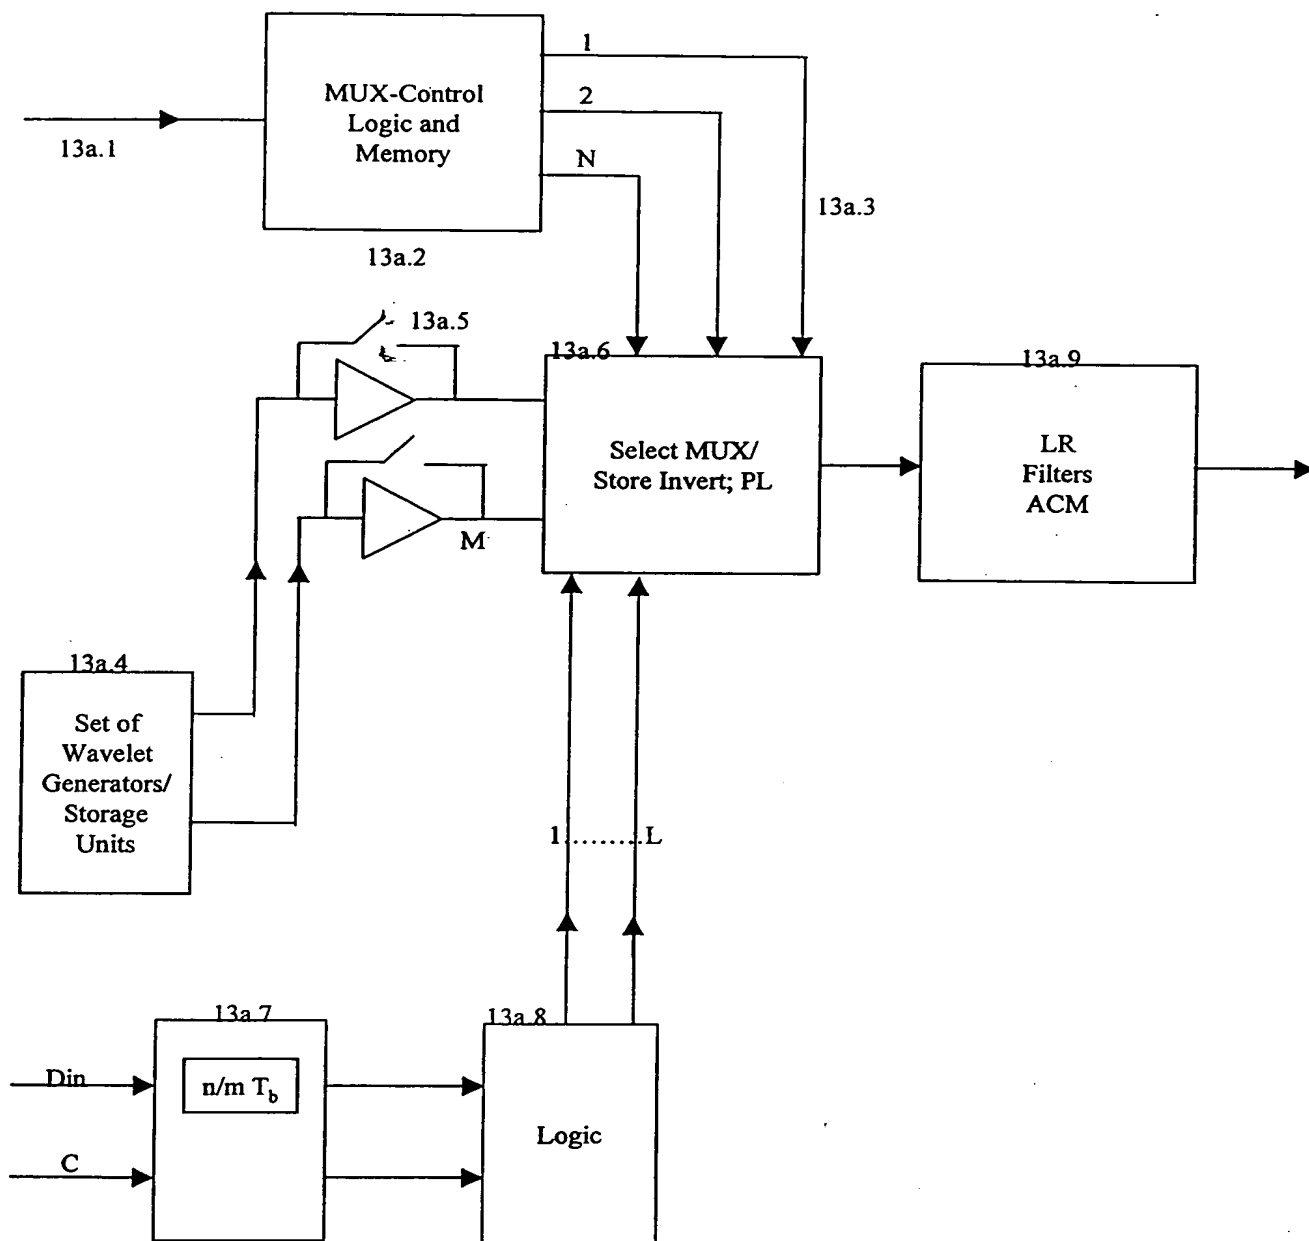 1
MUX-Control
Logic and
Memory
2
N
13a.1
13a.3
13a.2
13a.5
13a.6
13a.9
Select MUX/
Store Invert; PL
LR
Filters
ACM
M
13a.4
Set of
Wavelet
Generators/
Storage
Units
1.........L
13a.7
13a.8
Din
n/m Tb
C
Logic